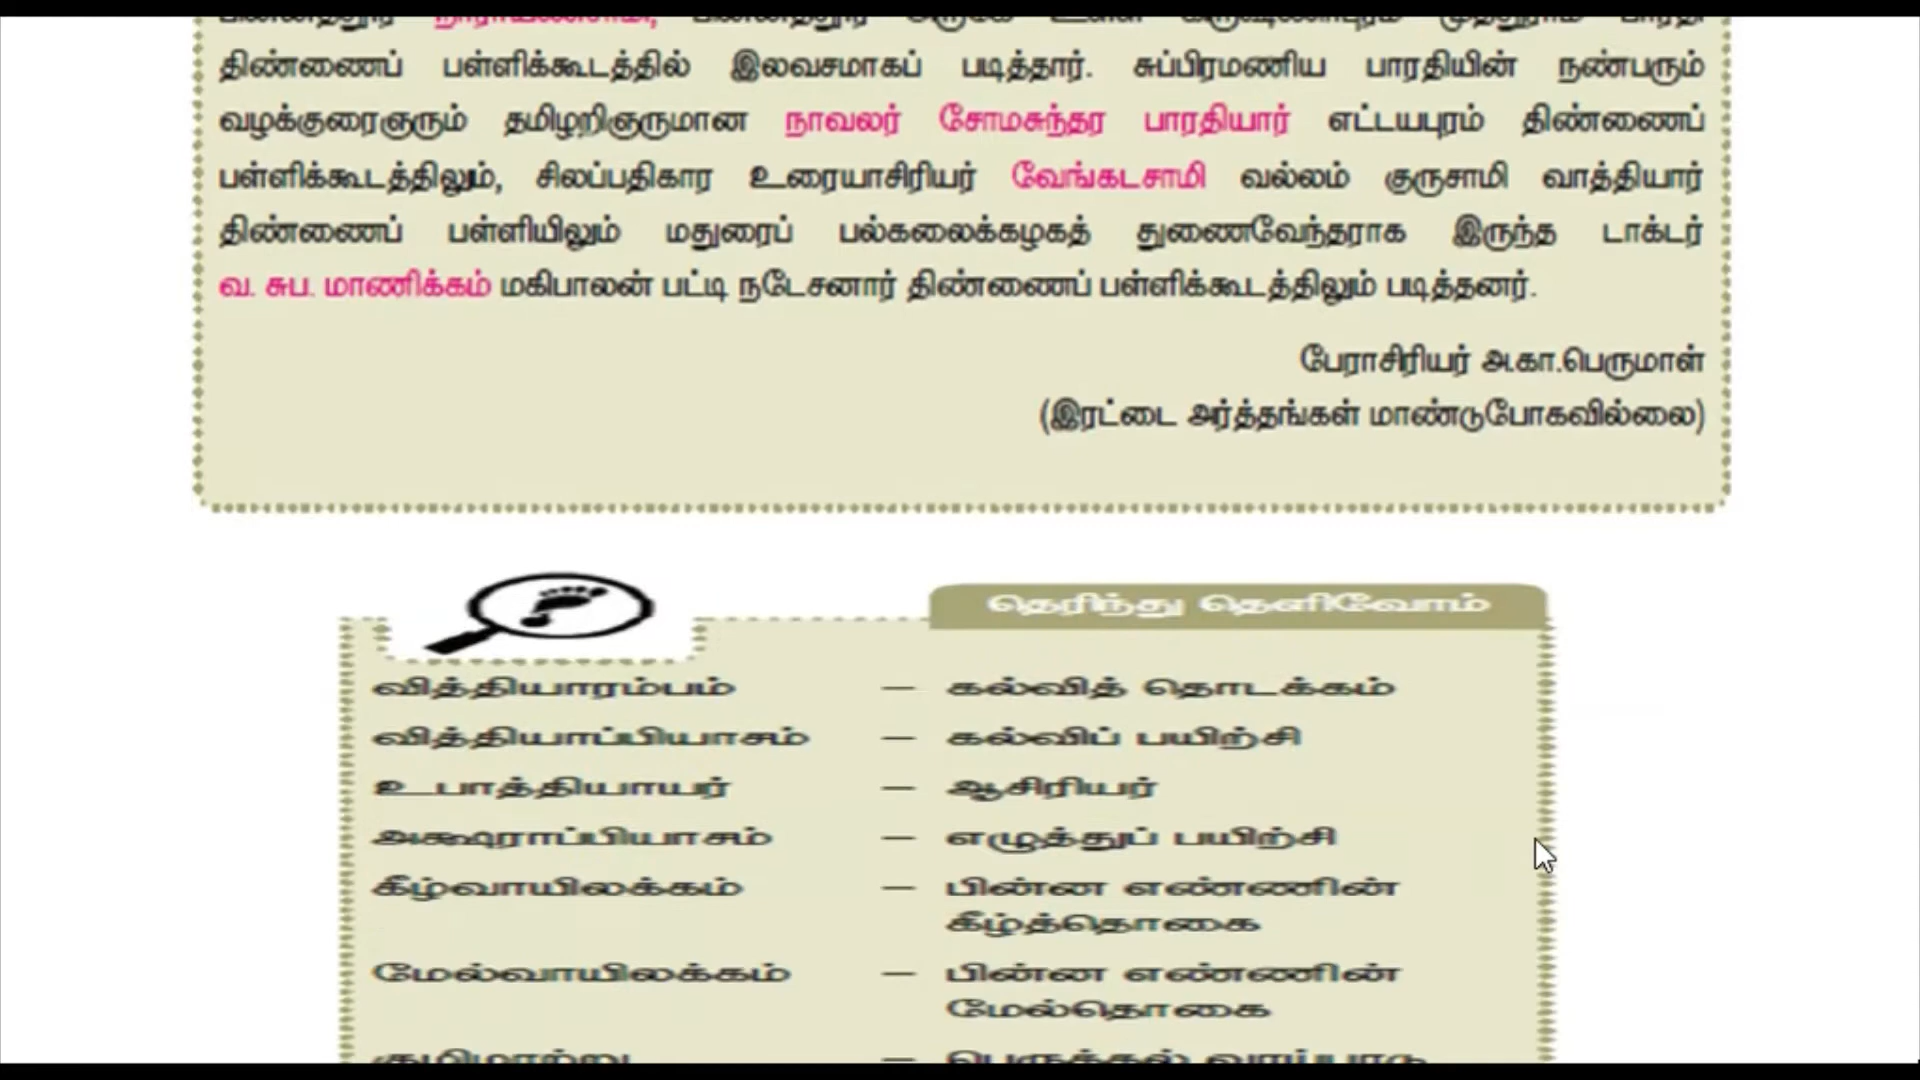 நாராயணசாமி,
திண்ணைப் பள்ளிக்கூடத்தில் இலவசமாகப் படித்தார். சுப்பிரமணிய பாரதியின் நண்பரும்
வழக்குரைஞரும் தமிழறிஞருமான நாவலர் சோமசுந்தர பாரதியார் எட்டயபுரம் திண்ணைப்
பள்ளிக்கூடத்திலும், சிலப்பதிகார உரையாசிரியர் வேங்கடசாமி வல்லம் குருசாமி வாத்தியார்
திண்ணைப் பள்ளியிலும் மதுரைப் பல்கலைக்கழகத் துணைவேந்தராக இருந்த டாக்டர்
வ. சுப. மாணிக்கம் மகிபாலன் பட்டி நடேசனார் திண்ணைப் பள்ளிக்கூடத்திலும் படித்தனர்.
பேராசிரியர் அ.கா.பெருமாள்
(இரட்டை அர்த்தங்கள் மாண்டுபோகவில்லை)
தெரிந்து தெளிவோம்
வித்தியாரம்பம் – கல்வித் தொடக்கம்
வித்தியாப்பியாசம் – கல்விப் பயிற்சி
உபாத்தியாயர் – ஆசிரியர்
அக்ஷராப்பியாசம் – எழுத்துப் பயிற்சி
கீழ்வாயிலக்கம் – பின்ன எண்ணின்
கீழ்த்தொகை
மேல்வாயிலக்கம் – பின்ன எண்ணின்
மேல்தொகை
குழிமாற்று – பெருக்கல் வாய்பாடு